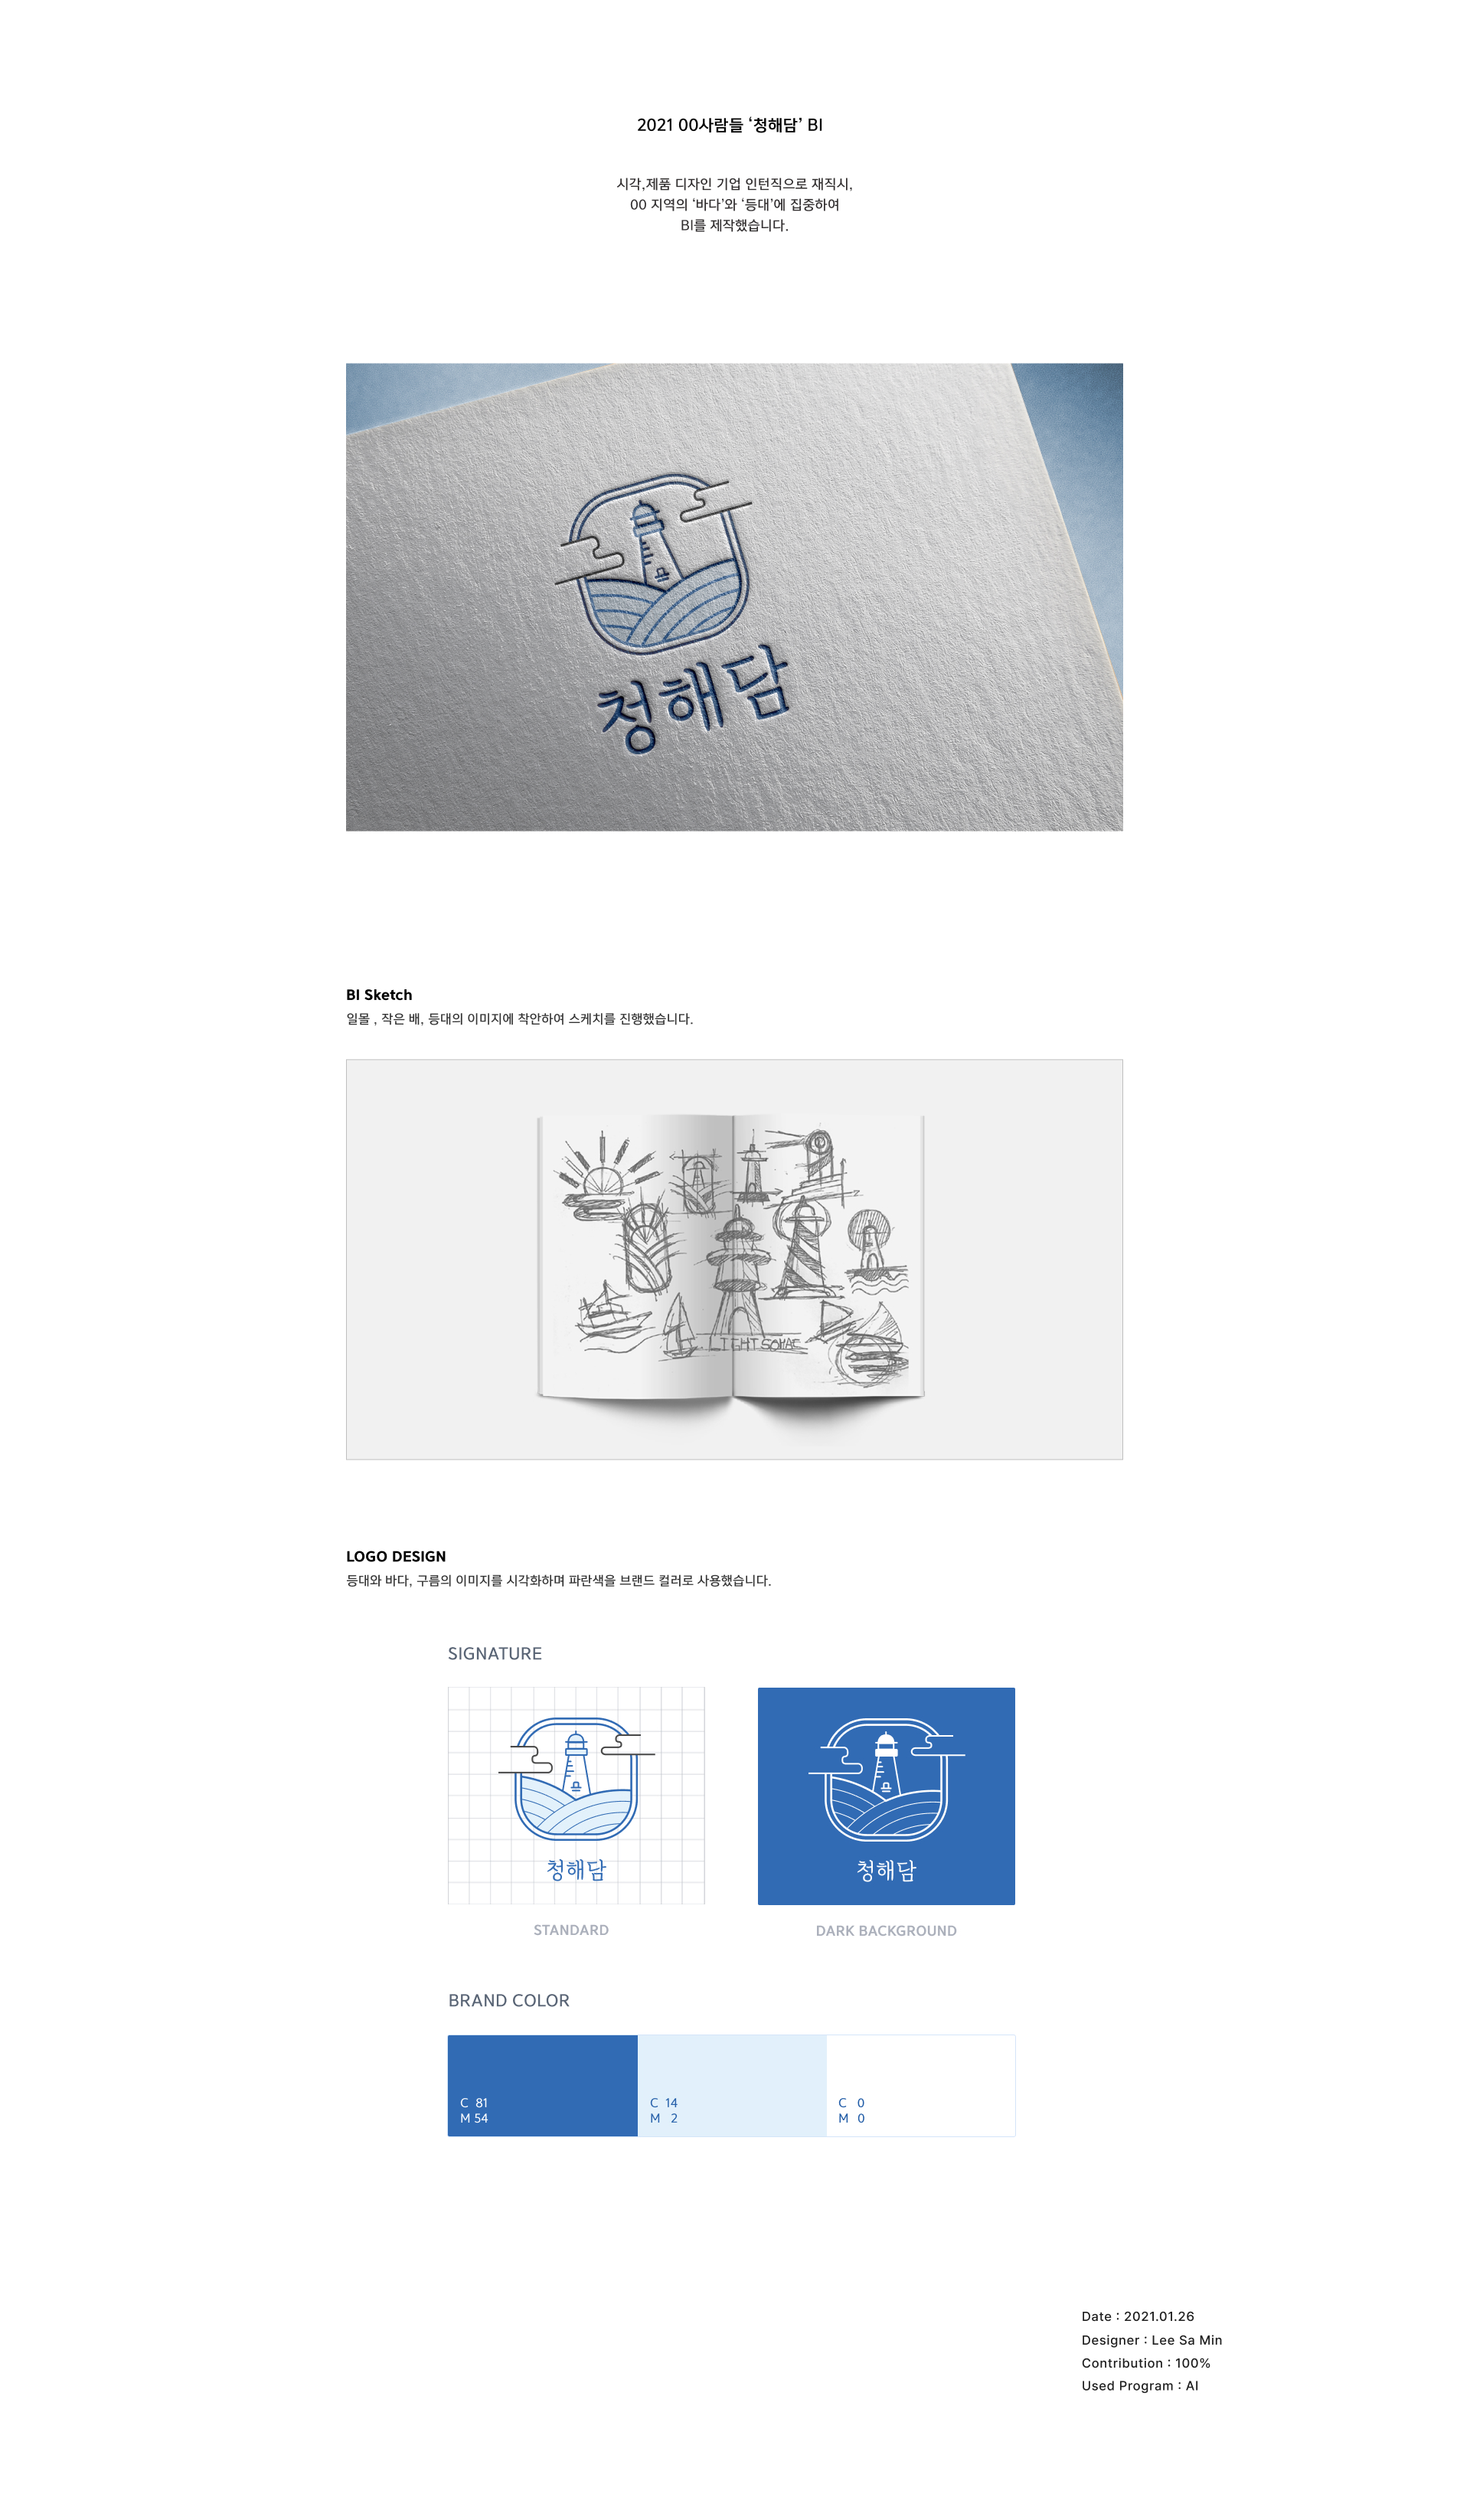 2021 00사람들 ‘청해담’ BI
시각,제품 디자인 기업 인턴직으로 재직시,
00 지역의 ‘바다’와 ‘등대’에 집중하여
BI를 제작했습니다.
청해담
BI Sketch
일몰 , 작은 배, 등대의 이미지에 착안하여 스케치를 진행했습니다.
LIGHT SOHAE
LOGO DESIGN
등대와 바다, 구름의 이미지를 시각화하며 파란색을 브랜드 컬러로 사용했습니다.
SIGNATURE
청해담
청해담
STANDARD
DARK BACKGROUND
BRAND COLOR
C 81
M 54
C 14
M 2
C 0
M 0
Date : 2021.01.26
Designer : Lee Sa Min
Contribution : 100%
Used Program : AI